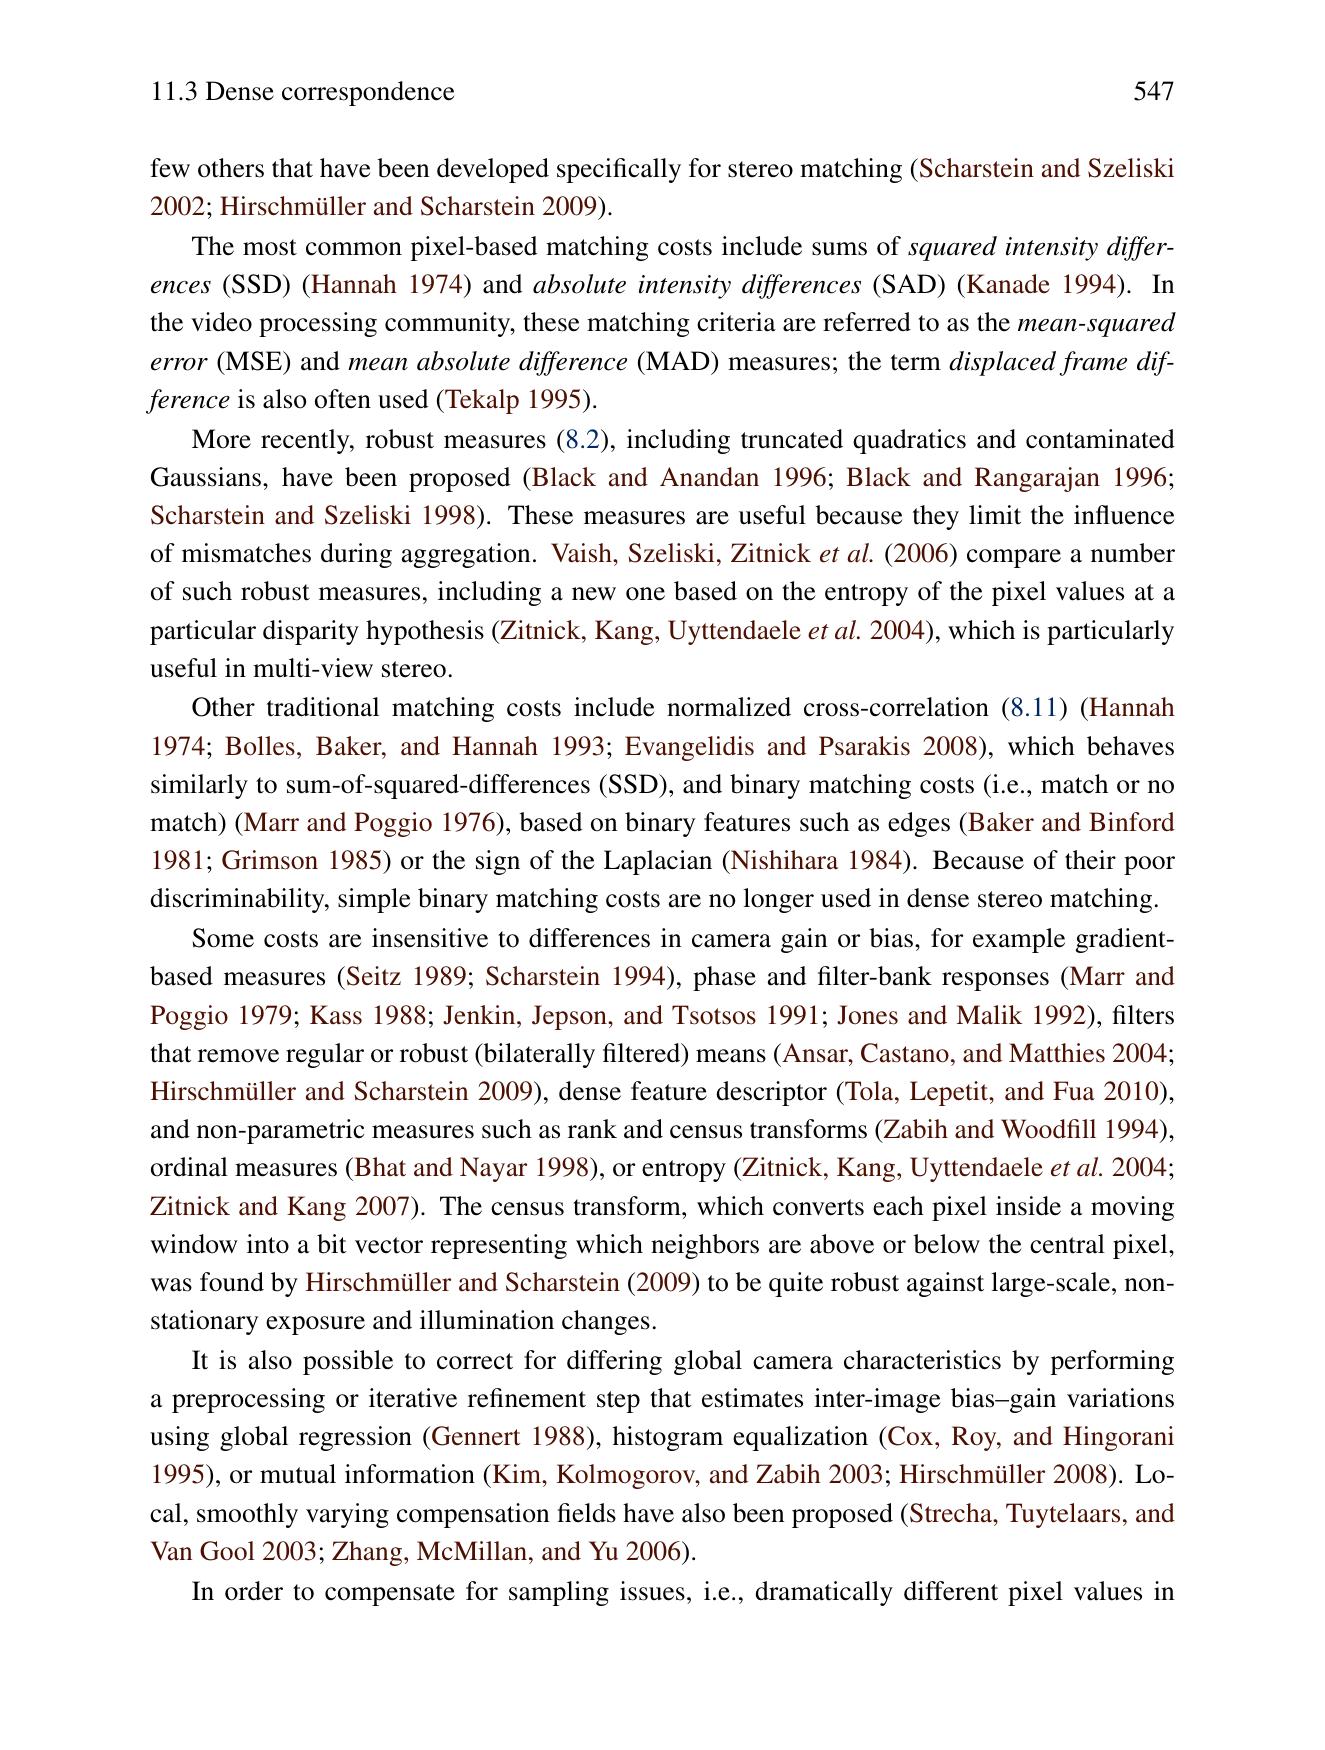 11.3 Dense correspondence 547
few others that have been developed specifically for stereo matching (Scharstein and Szeliski
2002; Hirschmüller and Scharstein 2009).
The most common pixel-based matching costs include sums of squared intensity differ-
ences (SSD) (Hannah 1974) and absolute intensity differences (SAD) (Kanade 1994). In
the video processing community, these matching criteria are referred to as the mean-squared
error (MSE) and mean absolute difference (MAD) measures; the term displaced frame dif-
ference is also often used (Tekalp 1995).
More recently, robust measures (8.2), including truncated quadratics and contaminated
Gaussians, have been proposed (Black and Anandan 1996; Black and Rangarajan 1996;
Scharstein and Szeliski 1998). These measures are useful because they limit the influence
of mismatches during aggregation. Vaish, Szeliski, Zitnick et al. (2006) compare a number
of such robust measures, including a new one based on the entropy of the pixel values at a
particular disparity hypothesis (Zitnick, Kang, Uyttendaele et al. 2004), which is particularly
useful in multi-view stereo.
Other traditional matching costs include normalized cross-correlation (8.11) (Hannah
1974; Bolles, Baker, and Hannah 1993; Evangelidis and Psarakis 2008), which behaves
similarly to sum-of-squared-differences (SSD), and binary matching costs (i.e., match or no
match) (Marr and Poggio 1976), based on binary features such as edges (Baker and Binford
1981; Grimson 1985) or the sign of the Laplacian (Nishihara 1984). Because of their poor
discriminability, simple binary matching costs are no longer used in dense stereo matching.
Some costs are insensitive to differences in camera gain or bias, for example gradient-
based measures (Seitz 1989; Scharstein 1994), phase and filter-bank responses (Marr and
Poggio 1979; Kass 1988; Jenkin, Jepson, and Tsotsos 1991; Jones and Malik 1992), filters
that remove regular or robust (bilaterally filtered) means (Ansar, Castano, and Matthies 2004;
Hirschmüller and Scharstein 2009), dense feature descriptor (Tola, Lepetit, and Fua 2010),
and non-parametric measures such as rank and census transforms (Zabih and Woodfill 1994),
ordinal measures (Bhat and Nayar 1998), or entropy (Zitnick, Kang, Uyttendaele et al. 2004;
Zitnick and Kang 2007). The census transform, which converts each pixel inside a moving
window into a bit vector representing which neighbors are above or below the central pixel,
was found by Hirschmüller and Scharstein (2009) to be quite robust against large-scale, non-
stationary exposure and illumination changes.
It is also possible to correct for differing global camera characteristics by performing
a preprocessing or iterative refinement step that estimates inter-image bias–gain variations
using global regression (Gennert 1988), histogram equalization (Cox, Roy, and Hingorani
1995), or mutual information (Kim, Kolmogorov, and Zabih 2003; Hirschmüller 2008). Lo-
cal, smoothly varying compensation fields have also been proposed (Strecha, Tuytelaars, and
Van Gool 2003; Zhang, McMillan, and Yu 2006).
In order to compensate for sampling issues, i.e., dramatically different pixel values in